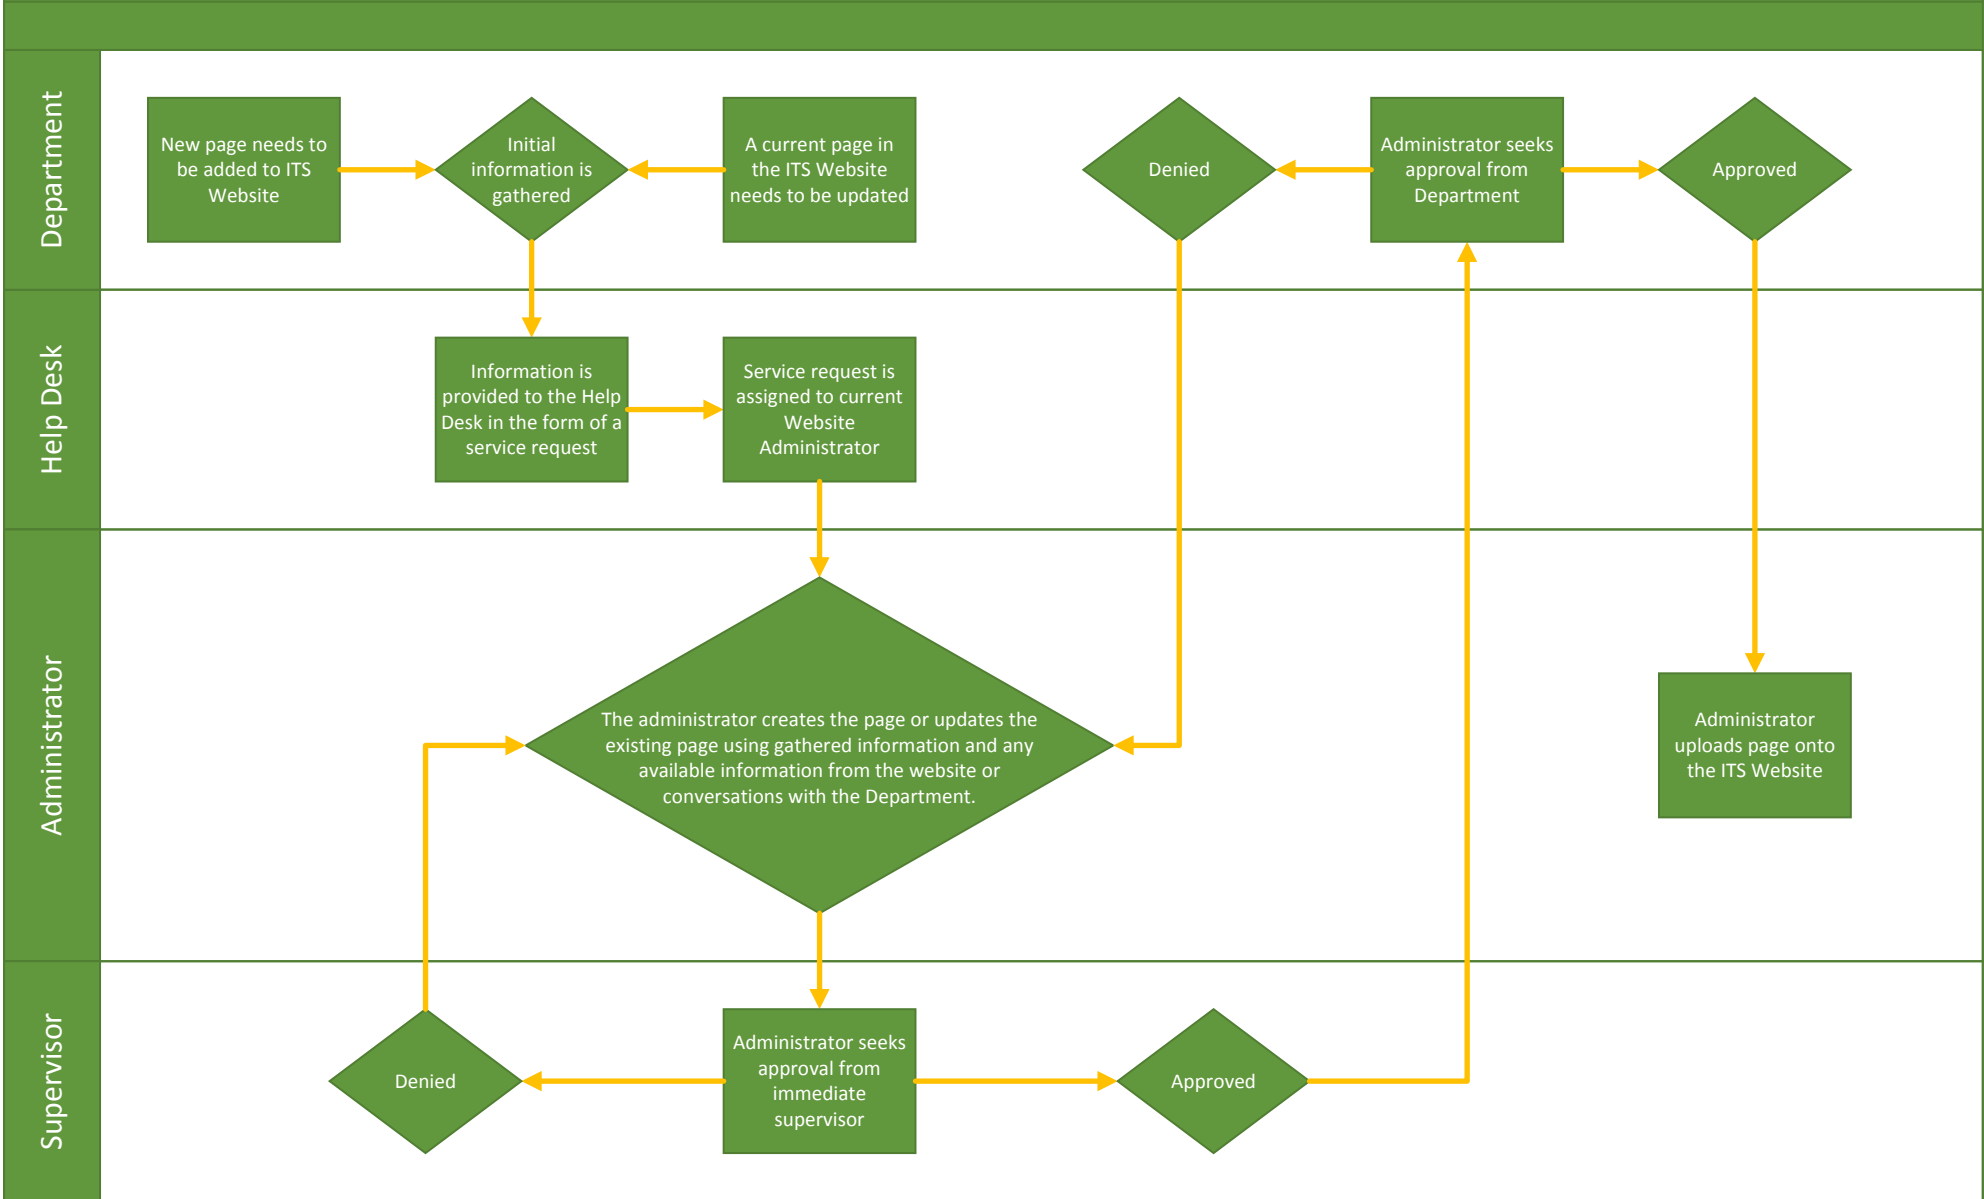 Department
New page needs to
be added to ITS
Website
Initial
information is
gathered
A current page in
the ITS Website
needs to be updated
Denied
Administrator seeks
approval from
Department
Approved
Help Desk
Information is
provided to the Help
Desk in the form of a
service request
Service request is
assigned to current
Website
Administrator
Administrator
The administrator creates the page or updates the
existing page using gathered information and any
available information from the website or
conversations with the Department.
Administrator
uploads page onto
the ITS Website
Supervisor
Denied
Administrator seeks
approval from
immediate
supervisor
Approved